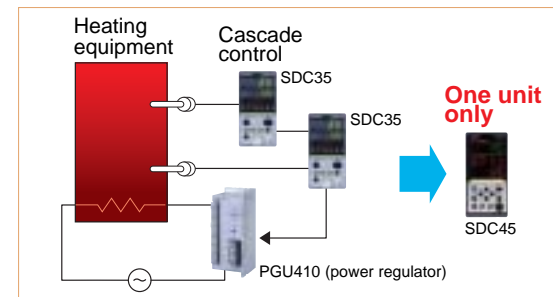 Heating
equipment
Cascade
control
SDC35
SDC35
One unit
only
SDC45
PGU410 (power regulator)